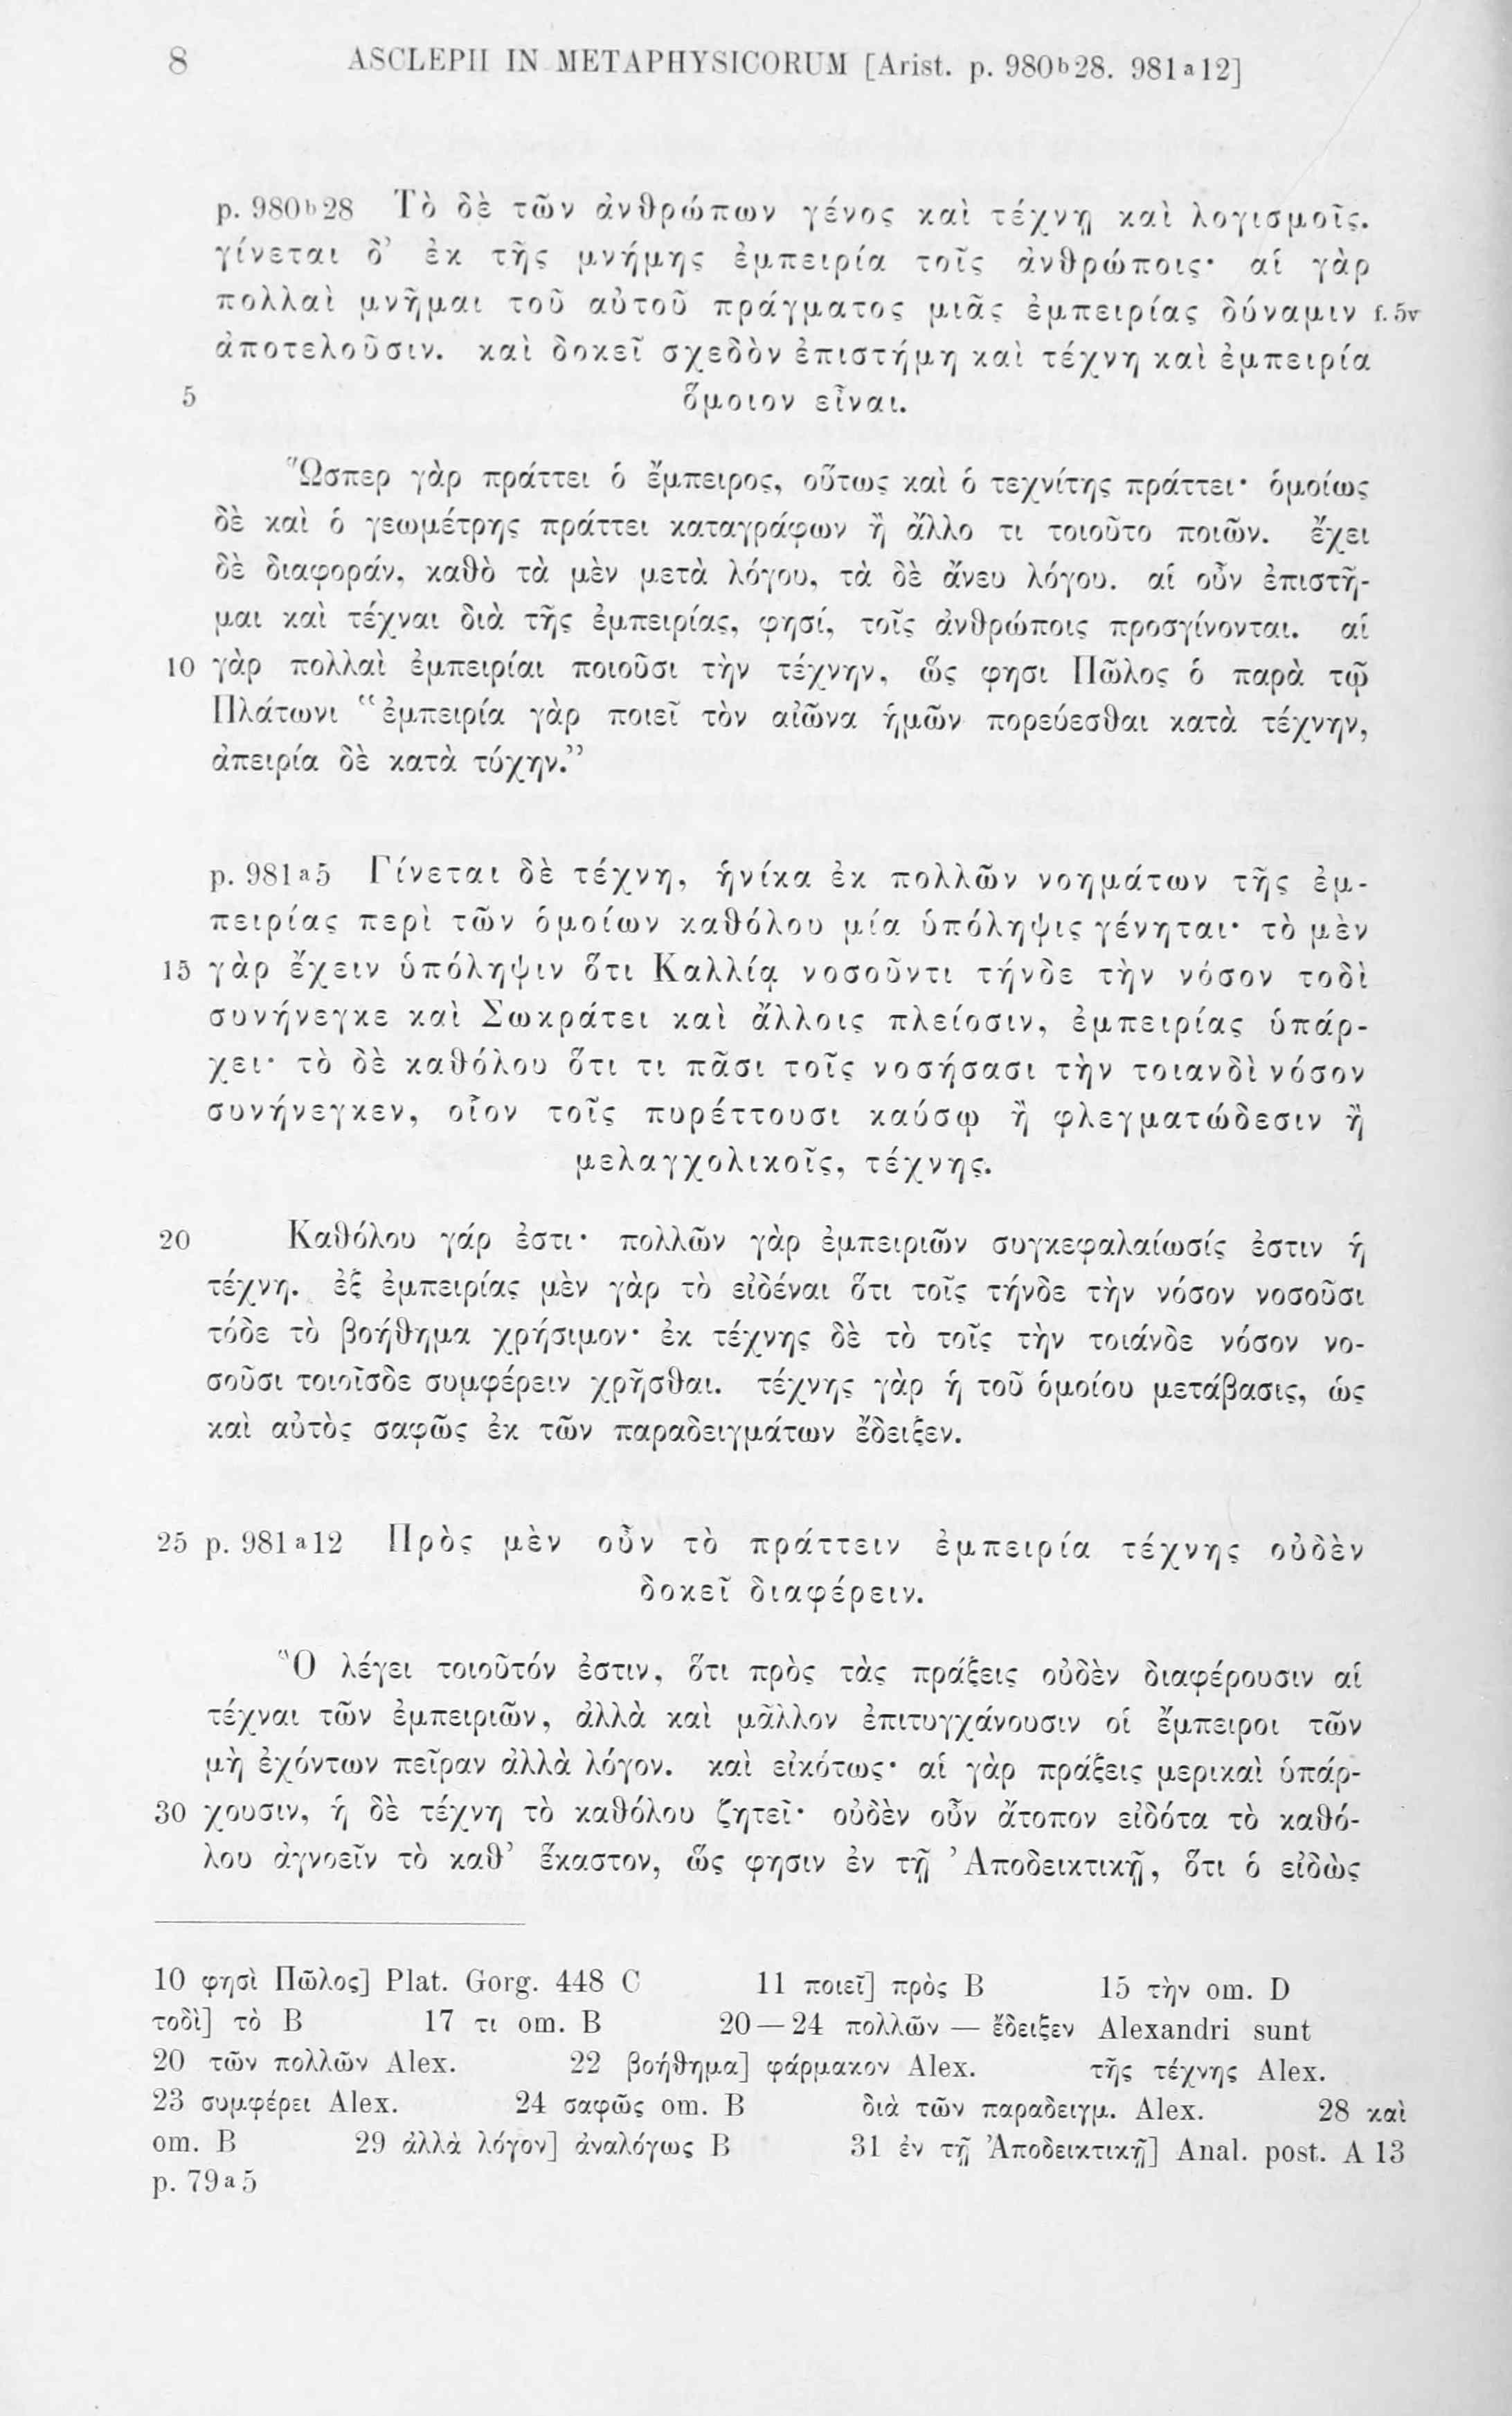 8 ASCLEPII IN METAPHYSICORUM [Arist. p. 980ᵇ28. 981ᵃ12]
p. 980ᵇ28 Τὸ δὲ τῶν ἀνθρώπων γένος καὶ τέχνῃ καὶ λογισμοῖς.
γίνεται δ’ ἐκ τῆς μνήμης ἐμπειρία τοῖς ἀνθρώποις· αἱ γὰρ
πολλαὶ μνῆμαι τοῦ αὐτοῦ πράγματος μιᾶς ἐμπειρίας δύναμιν f. 5v
ἀποτελοῦσιν. καὶ δοκεῖ σχεδὸν ἐπιστήμη καὶ τέχνη καὶ ἐμπειρία
5 ὅμοιον εἶναι.
Ὥσπερ γὰρ πράττει ὁ ἔμπειρος, οὕτως καὶ ὁ τεχνίτης πράττει· ὁμοίως
δὲ καὶ ὁ γεωμέτρης πράττει καταγράφων ἢ ἄλλο τι τοιοῦτο ποιῶν. ἔχει
δὲ διαφοράν, καθὸ τὰ μὲν μετὰ λόγου, τὰ δὲ ἄνευ λόγου. αἱ οὖν ἐπιστῆ-
μαι καὶ τέχναι διὰ τῆς ἐμπειρίας, φησί, τοῖς ἀνθρώποις προσγίνονται. αἱ
10 γὰρ πολλαὶ ἐμπειρίαι ποιοῦσι τὴν τέχνην, ὥς φησι Πῶλος ὁ παρὰ τῷ
Πλάτωνι “ἐμπειρία γὰρ ποιεῖ τὸν αἰῶνα ἡμῶν πορεύεσθαι κατὰ τέχνην,
ἀπειρία δὲ κατὰ τύχην.”
p. 981ᵃ5 Γίνεται δὲ τέχνη, ἡνίκα ἐκ πολλῶν νοημάτων τῆς ἐμ-
πειρίας περὶ τῶν ὁμοίων καθόλου μία ὑπόληψις γένηται· τὸ μὲν
15 γὰρ ἔχειν ὑπόληψιν ὅτι Καλλίᾳ νοσοῦντι τήνδε τὴν νόσον τοδὶ
συνήνεγκε καὶ Σωκράτει καὶ ἄλλοις πλείοσιν, ἐμπειρίας ὑπάρ-
χει· τὸ δὲ καθόλου ὅτι τι πᾶσι τοῖς νοσήσασι τὴν τοιανδὶ νόσον
συνήνεγκεν, οἷον τοῖς πυρέττουσι καύσῳ ἢ φλεγματώδεσιν ἢ
μελαγχολικοῖς, τέχνης.
20 Καθόλου γάρ ἐστι· πολλῶν γὰρ ἐμπειριῶν συγκεφαλαίωσίς ἐστιν ἡ
τέχνη. ἐξ ἐμπειρίας μὲν γὰρ τὸ εἰδέναι ὅτι τοῖς τήνδε τὴν νόσον νοσοῦσι
τόδε τὸ βοήθημα χρήσιμον· ἐκ τέχνης δὲ τὸ τοῖς τὴν τοιάνδε νόσον νο-
σοῦσι τοιοῖσδε συμφέρειν χρῆσθαι. τέχνης γὰρ ἡ τοῦ ὁμοίου μετάβασις, ὡς
καὶ αὐτὸς σαφῶς ἐκ τῶν παραδειγμάτων ἔδειξεν.
25 p. 981ᵃ12 Πρὸς μὲν οὖν τὸ πράττειν ἐμπειρία τέχνης οὐδὲν
δοκεῖ διαφέρειν.
Ὃ λέγει τοιοῦτόν ἐστιν, ὅτι πρὸς τὰς πράξεις οὐδὲν διαφέρουσιν αἱ
τέχναι τῶν ἐμπειριῶν, ἀλλὰ καὶ μᾶλλον ἐπιτυγχάνουσιν οἱ ἔμπειροι τῶν
μὴ ἐχόντων πεῖραν ἀλλὰ λόγον. καὶ εἰκότως· αἱ γὰρ πράξεις μερικαὶ ὑπάρ-
30 χουσιν, ἡ δὲ τέχνη τὸ καθόλου ζητεῖ· οὐδὲν οὖν ἄτοπον εἰδότα τὸ καθό-
λου ἀγνοεῖν τὸ καθ’ ἕκαστον, ὥς φησιν ἐν τῇ Ἀποδεικτικῇ, ὅτι ὁ εἰδὼς
10 φησὶ Πῶλος] Plat. Gorg. 448 C 11 ποιεῖ] πρὸς B 15 τὴν om. D
τοδὶ] τὸ B 17 τι om. B 20—24 πολλῶν — ἔδειξεν Alexandri sunt
20 τῶν πολλῶν Alex. 22 βοήθημα] φάρμακον Alex. τῆς τέχνης Alex.
23 συμφέρει Alex. 24 σαφῶς om. B διὰ τῶν παραδειγμ. Alex. 28 καὶ
om. B 29 ἀλλὰ λόγον] ἀναλόγως B 31 ἐν τῇ Ἀποδεικτικῇ] Anal. post. A 13
p. 79ᵃ5